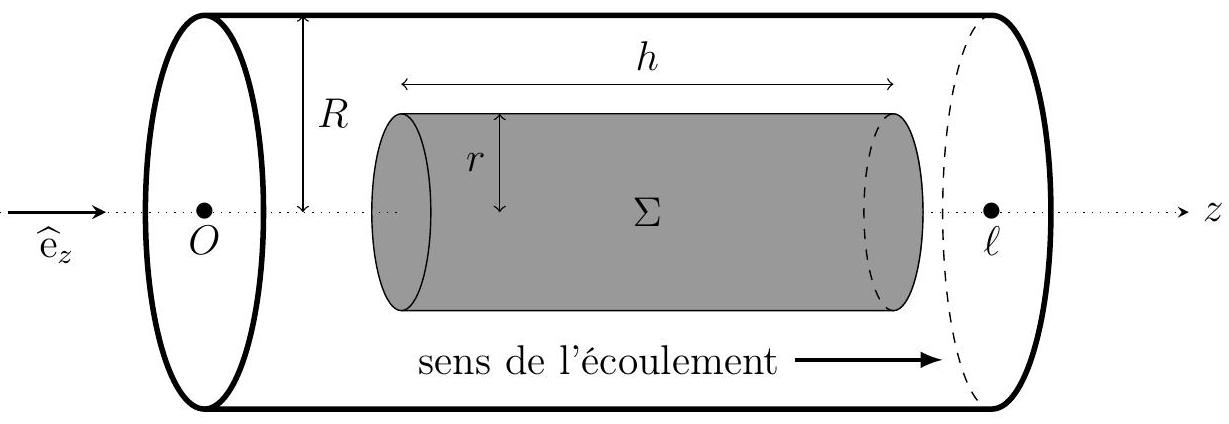 h
R
r
Σ
z
ê_z
O
ℓ
sens de l'écoulement